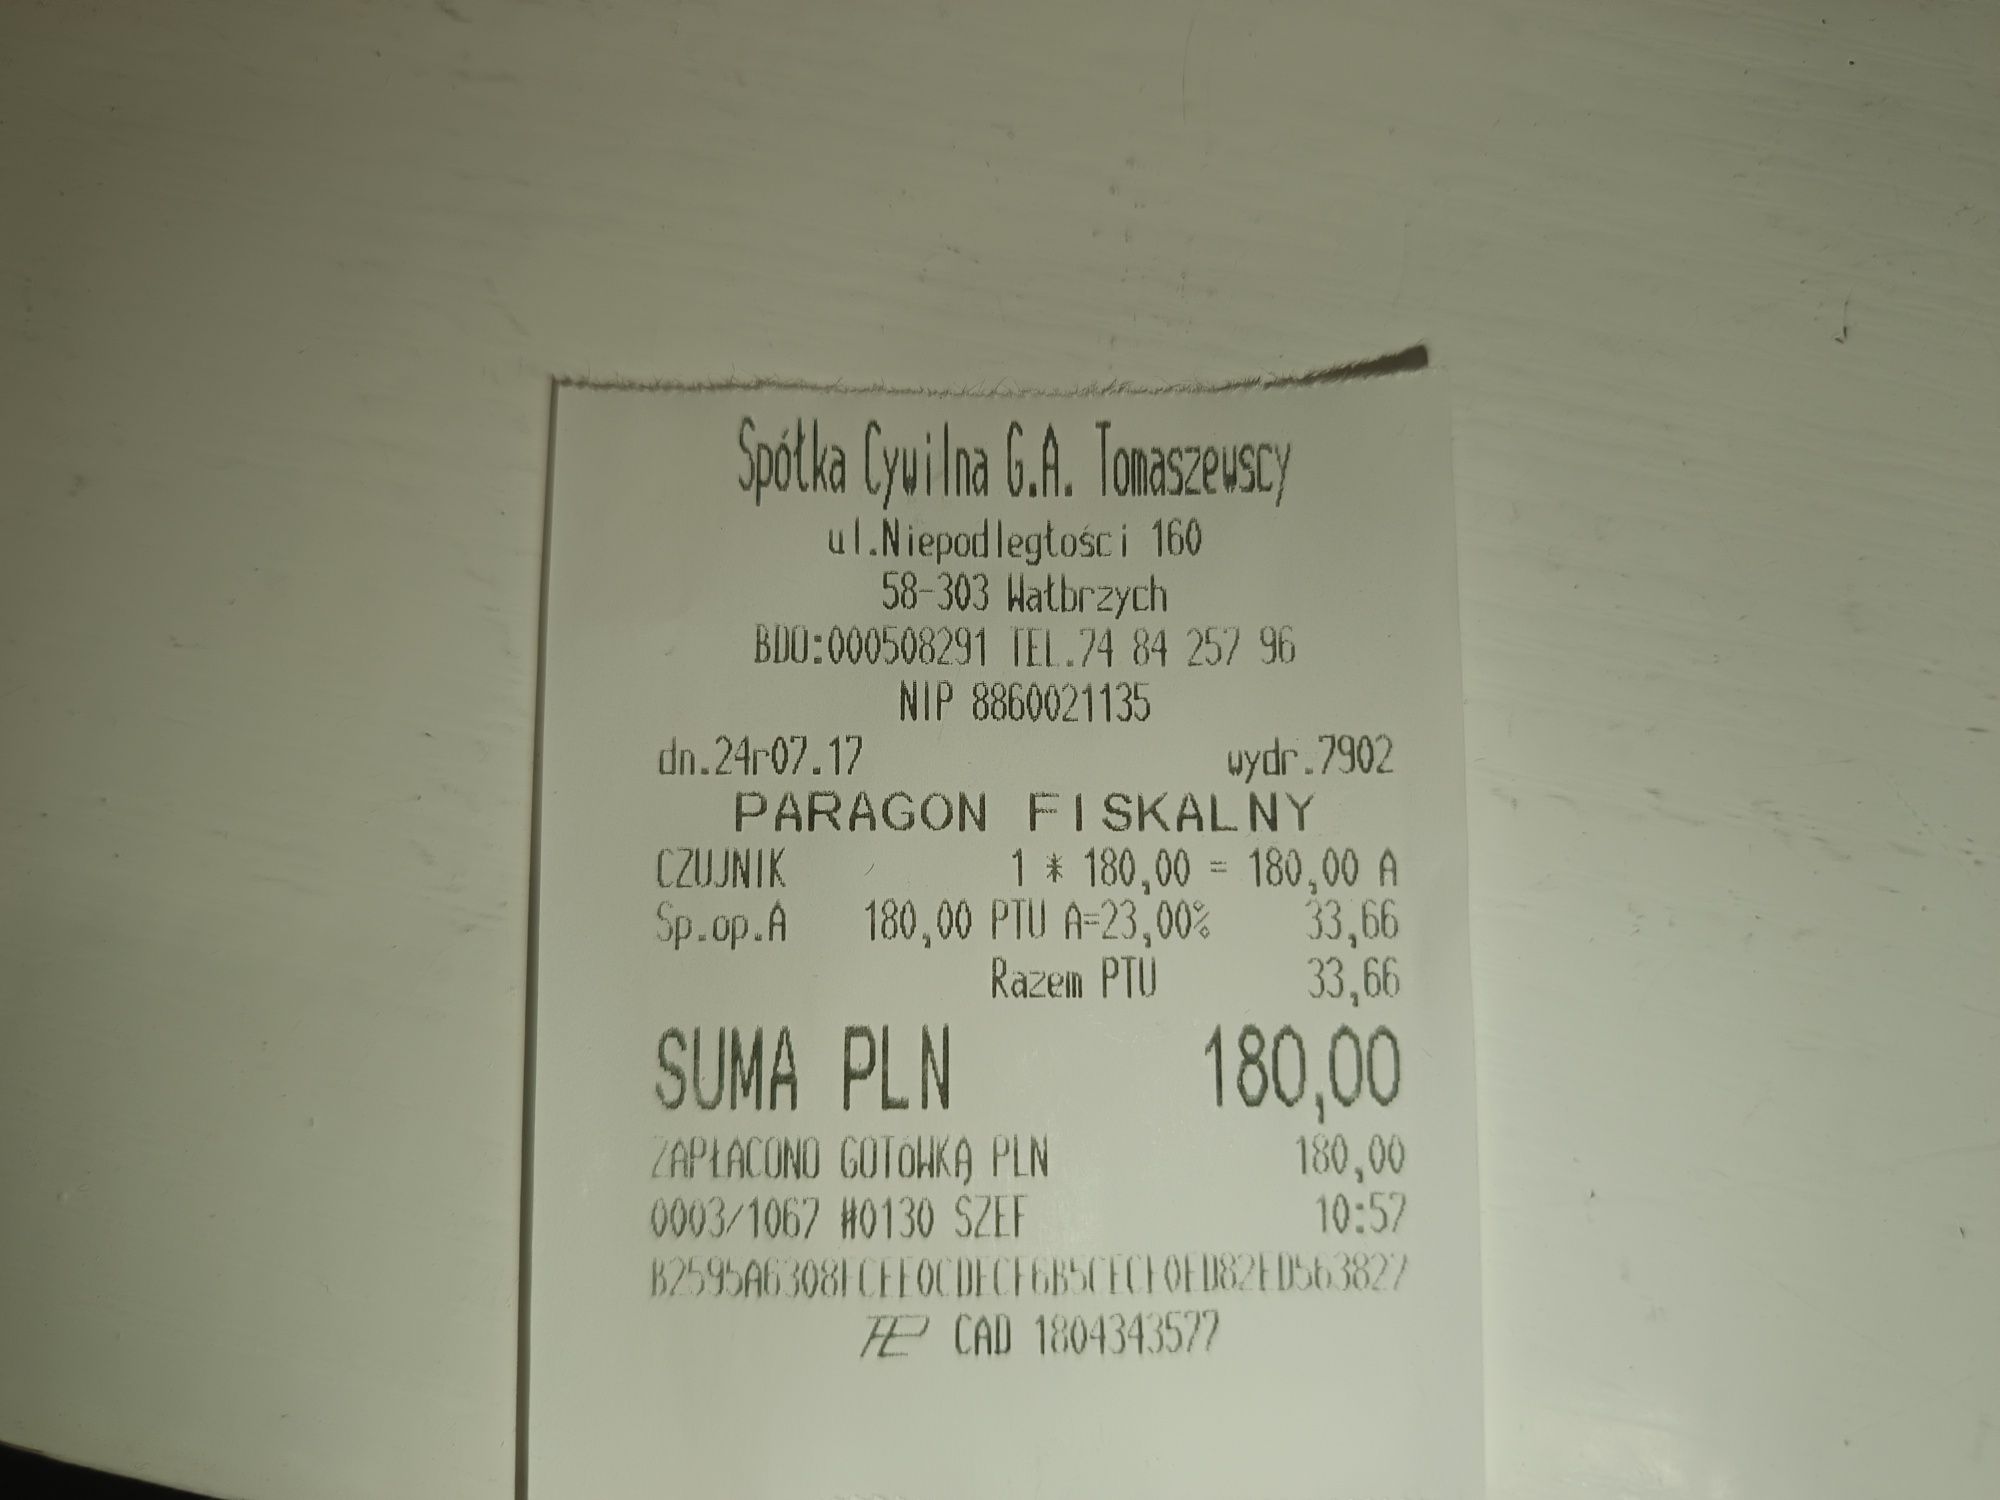 Spółka Cywilna G.A. Tomaszewscy
ul.Niepodległości 160
58-303 Wałbrzych
BDO:000508291 TEL.74 84 257 96
NIP 8860021135
dn.24r07.17 wydr.7902
PARAGON FISKALNY
CZUJNIK 1 * 180,00 = 180,00 A
Sp.op.A 180,00 PTU A=23,00% 33,66
Razem PTU 33,66
SUMA PLN 180,00
ZAPŁACONO GOTÓWKĄ PLN 180,00
0003/1067 #0130 SZEF 10:57
CAD 1804343577